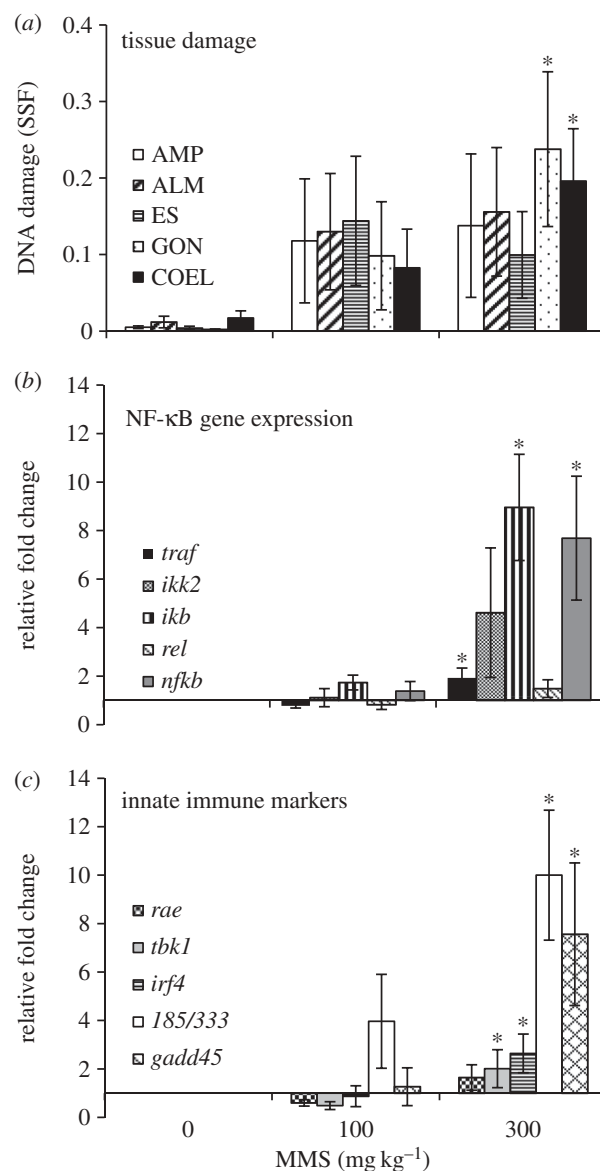 (a) tissue damage
DNA damage (SSF)
0.4
0.3
0.2
0.1
0
AMP
ALM
ES
GON
COEL
* *
(b) NF-κB gene expression
relative fold change
14
12
10
8
6
4
2
0
traf
ikk2
ikb
rel
nfkb
* * *
(c) innate immune markers
relative fold change
14
12
10
8
6
4
2
0
rae
tbk1
irf4
185/333
gadd45
* * * *
0 100 300
MMS (mg kg⁻¹)